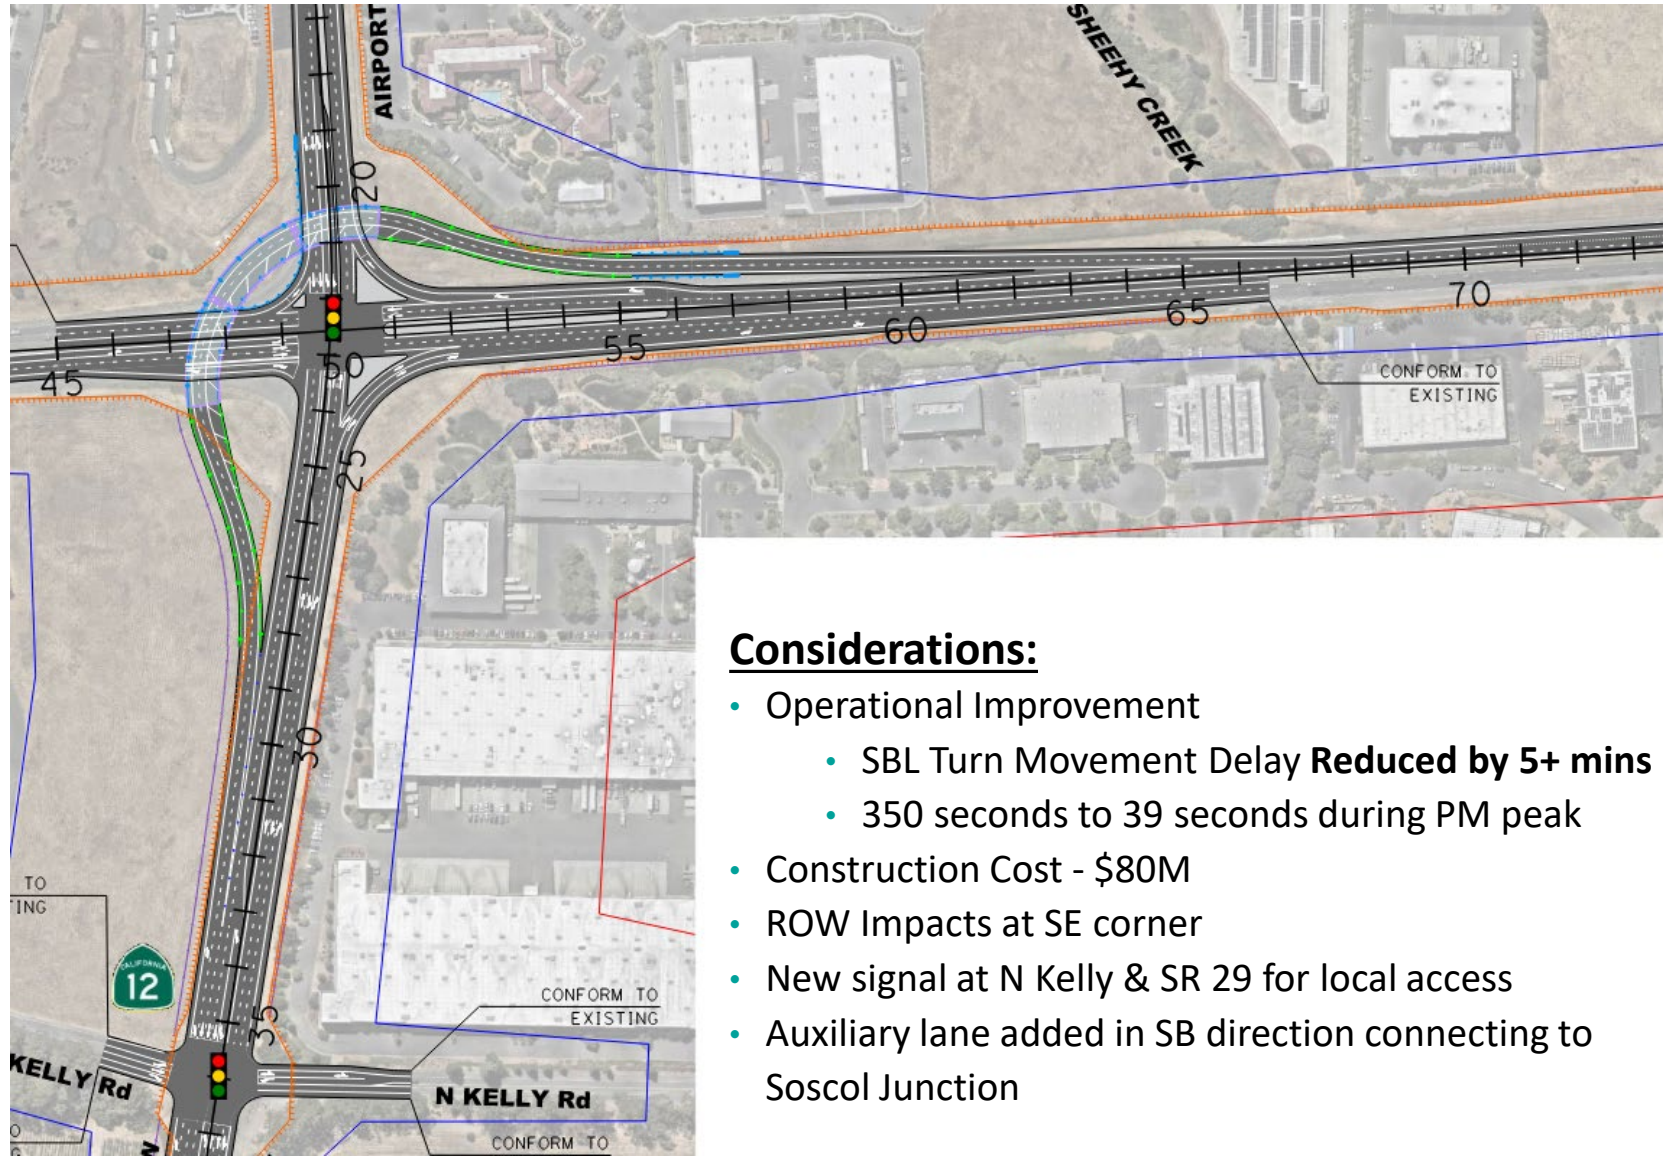 AIRPORT
SHEEHY CREEK
20
45
50
55
60
65
70
CONFORM TO
EXISTING
25
30
TO
TING
CALIFORNIA
12
35
CONFORM TO
EXISTING
KELLY Rd
N KELLY Rd
CONFORM TO
Considerations:
• Operational Improvement
• SBL Turn Movement Delay Reduced by 5+ mins
• 350 seconds to 39 seconds during PM peak
• Construction Cost - $80M
• ROW Impacts at SE corner
• New signal at N Kelly & SR 29 for local access
• Auxiliary lane added in SB direction connecting to
Soscol Junction